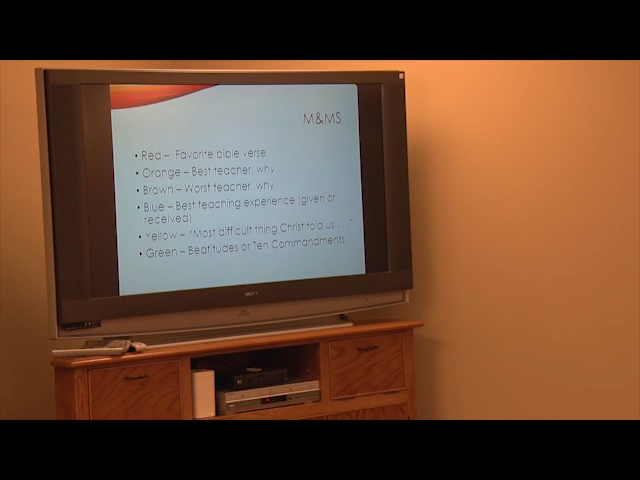 M&MS
• Red – Favorite bible verse
• Orange – Best teacher, why
• Brown – Worst teacher, why
• Blue – Best teaching experience (given or
received)
• Yellow – "Most difficult thing Christ told us . . ."
• Green – Beatitudes or Ten Commandments
SONY